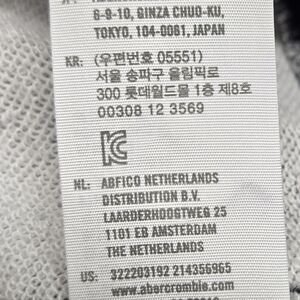 6-9-10, GINZA CHUO-KU,
TOKYO, 104-0061, JAPAN
KR: (우편번호 05551)
서울 송파구 올림픽로
300 롯데월드몰 1층 제8호
00308 12 3569
NL: ABFICO NETHERLANDS
DISTRIBUTION B.V.
LAARDERHOOGTWEG 25
1101 EB AMSTERDAM
THE NETHERLANDS
US: 322203192 214356965
www.abercrombie.com